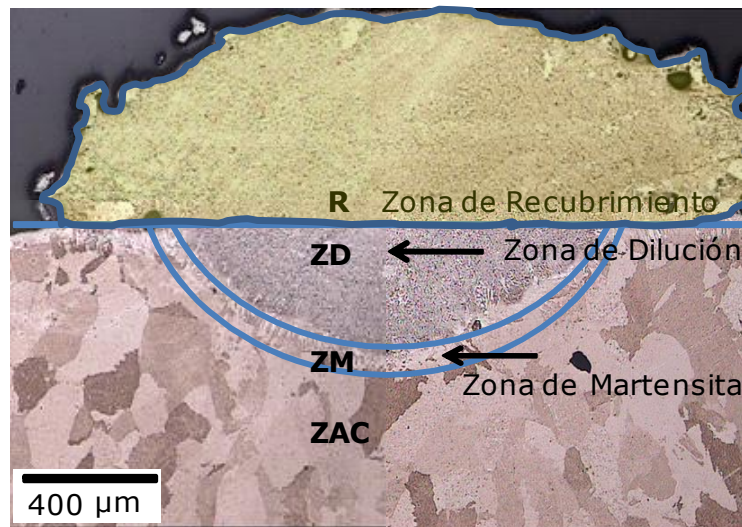 R Zona de Recubrimiento
ZD Zona de Dilución
ZM
Zona de Martensita
ZAC
400 µm